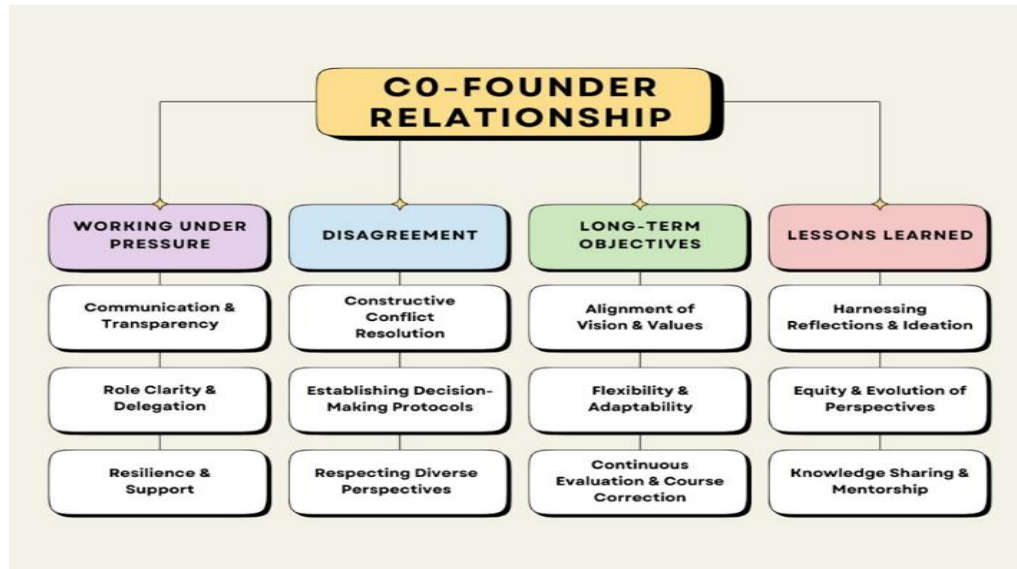 C0-FOUNDER
RELATIONSHIP
WORKING UNDER
PRESSURE
Communication &
Transparency
Role Clarity &
Delegation
Resilience &
Support
DISAGREEMENT
Constructive
Conflict
Resolution
Establishing Decision-
Making Protocols
Respecting Diverse
Perspectives
LONG-TERM
OBJECTIVES
Alignment of
Vision & Values
Flexibility &
Adaptability
Continuous
Evaluation & Course
Correction
LESSONS LEARNED
Harnessing
Reflections & Ideation
Equity & Evolution of
Perspectives
Knowledge Sharing &
Mentorship